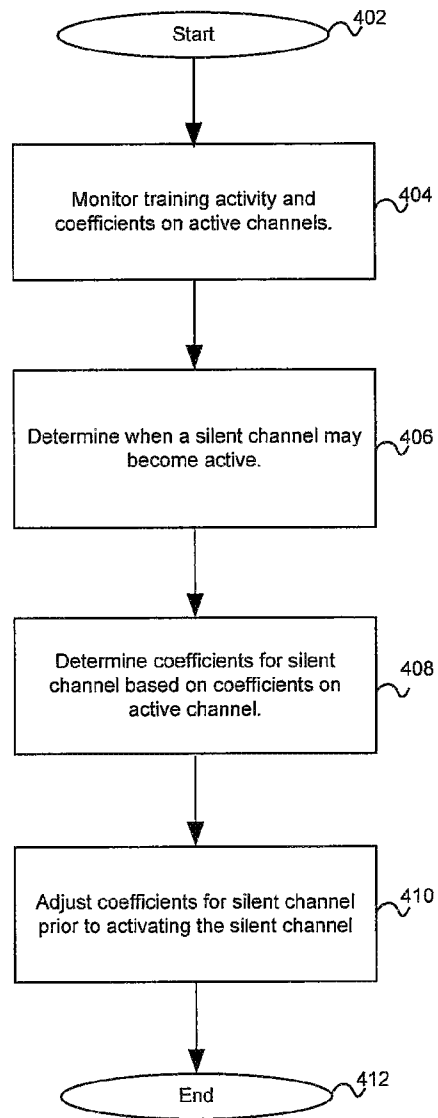 Start
402
Monitor training activity and
coefficients on active channels.
404
Determine when a silent channel may
become active.
406
Determine coefficients for silent
channel based on coefficients on
active channel.
408
Adjust coefficients for silent channel
prior to activating the silent channel
410
End
412